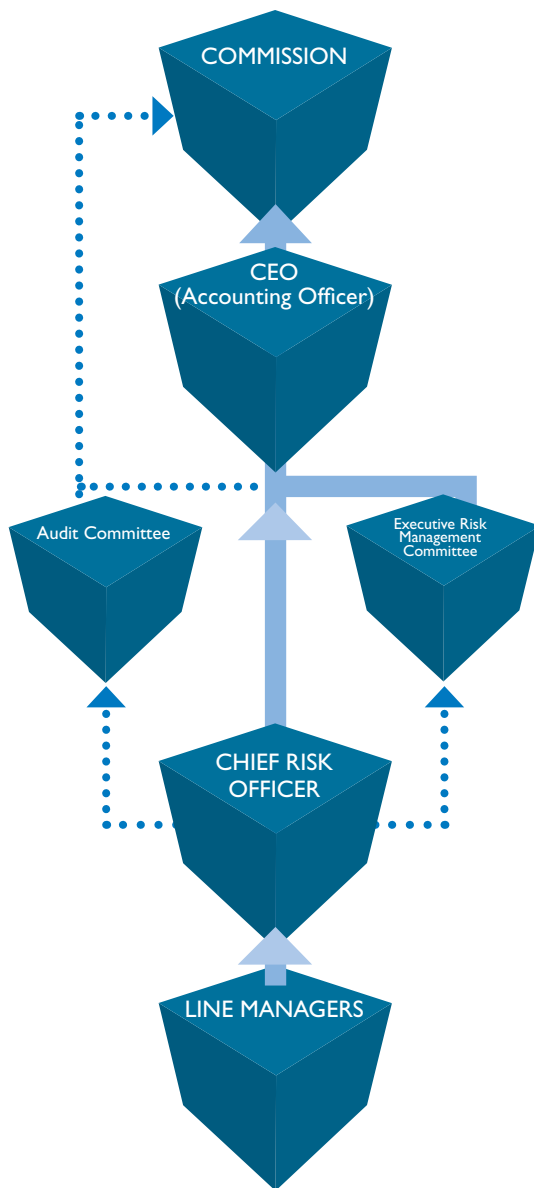 COMMISSION
CEO
(Accounting Officer)
Audit Committee
Executive Risk
Management
Committee
CHIEF RISK
OFFICER
LINE MANAGERS